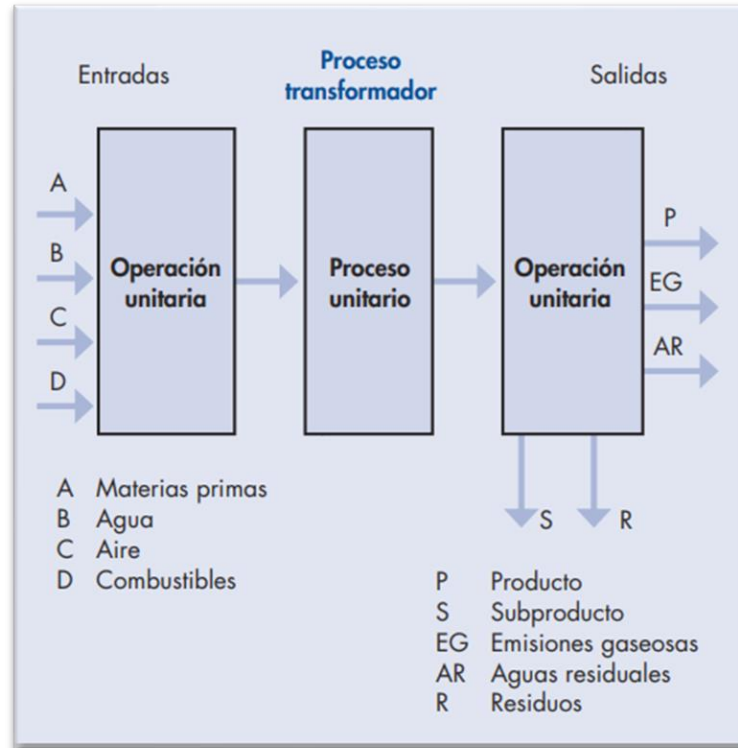 Entradas
Proceso
transformador
Salidas
A
B
C
D
Operación
unitaria
Proceso
unitario
Operación
unitaria
P
EG
AR
S
R
A Materias primas
B Agua
C Aire
D Combustibles
P Producto
S Subproducto
EG Emisiones gaseosas
AR Aguas residuales
R Residuos